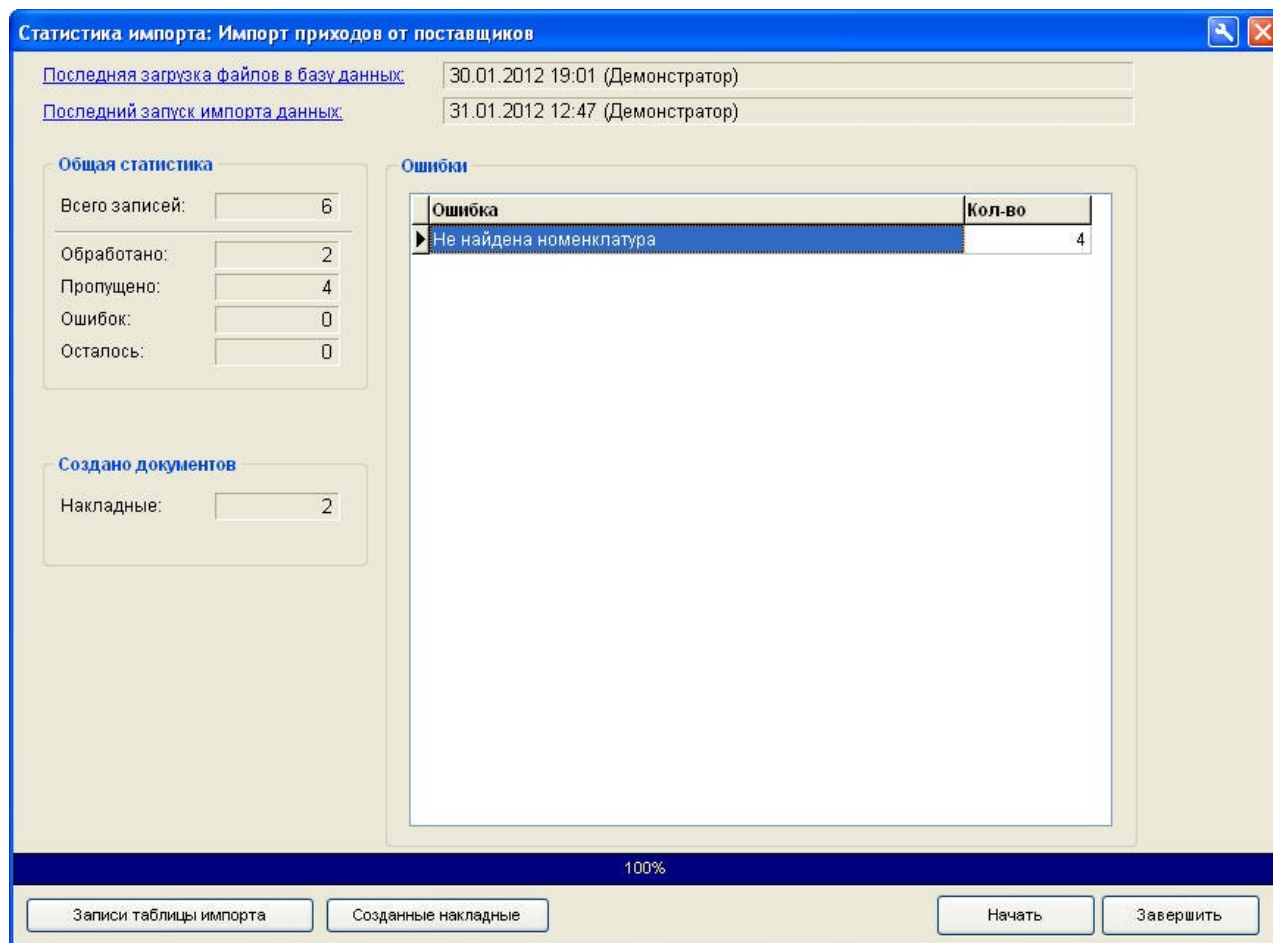 Статистика импорта: Импорт приходов от поставщиков
Последняя загрузка файлов в базу данных: 30.01.2012 19:01 (Демонстратор)
Последний запуск импорта данных: 31.01.2012 12:47 (Демонстратор)
Общая статистика
Всего записей: 6
Обработано: 2
Пропущено: 4
Ошибок: 0
Осталось: 0
Создано документов
Накладные: 2
Ошибки
Ошибка Кол-во
Не найдена номенклатура 4
100%
Записи таблицы импорта Созданные накладные Начать Завершить